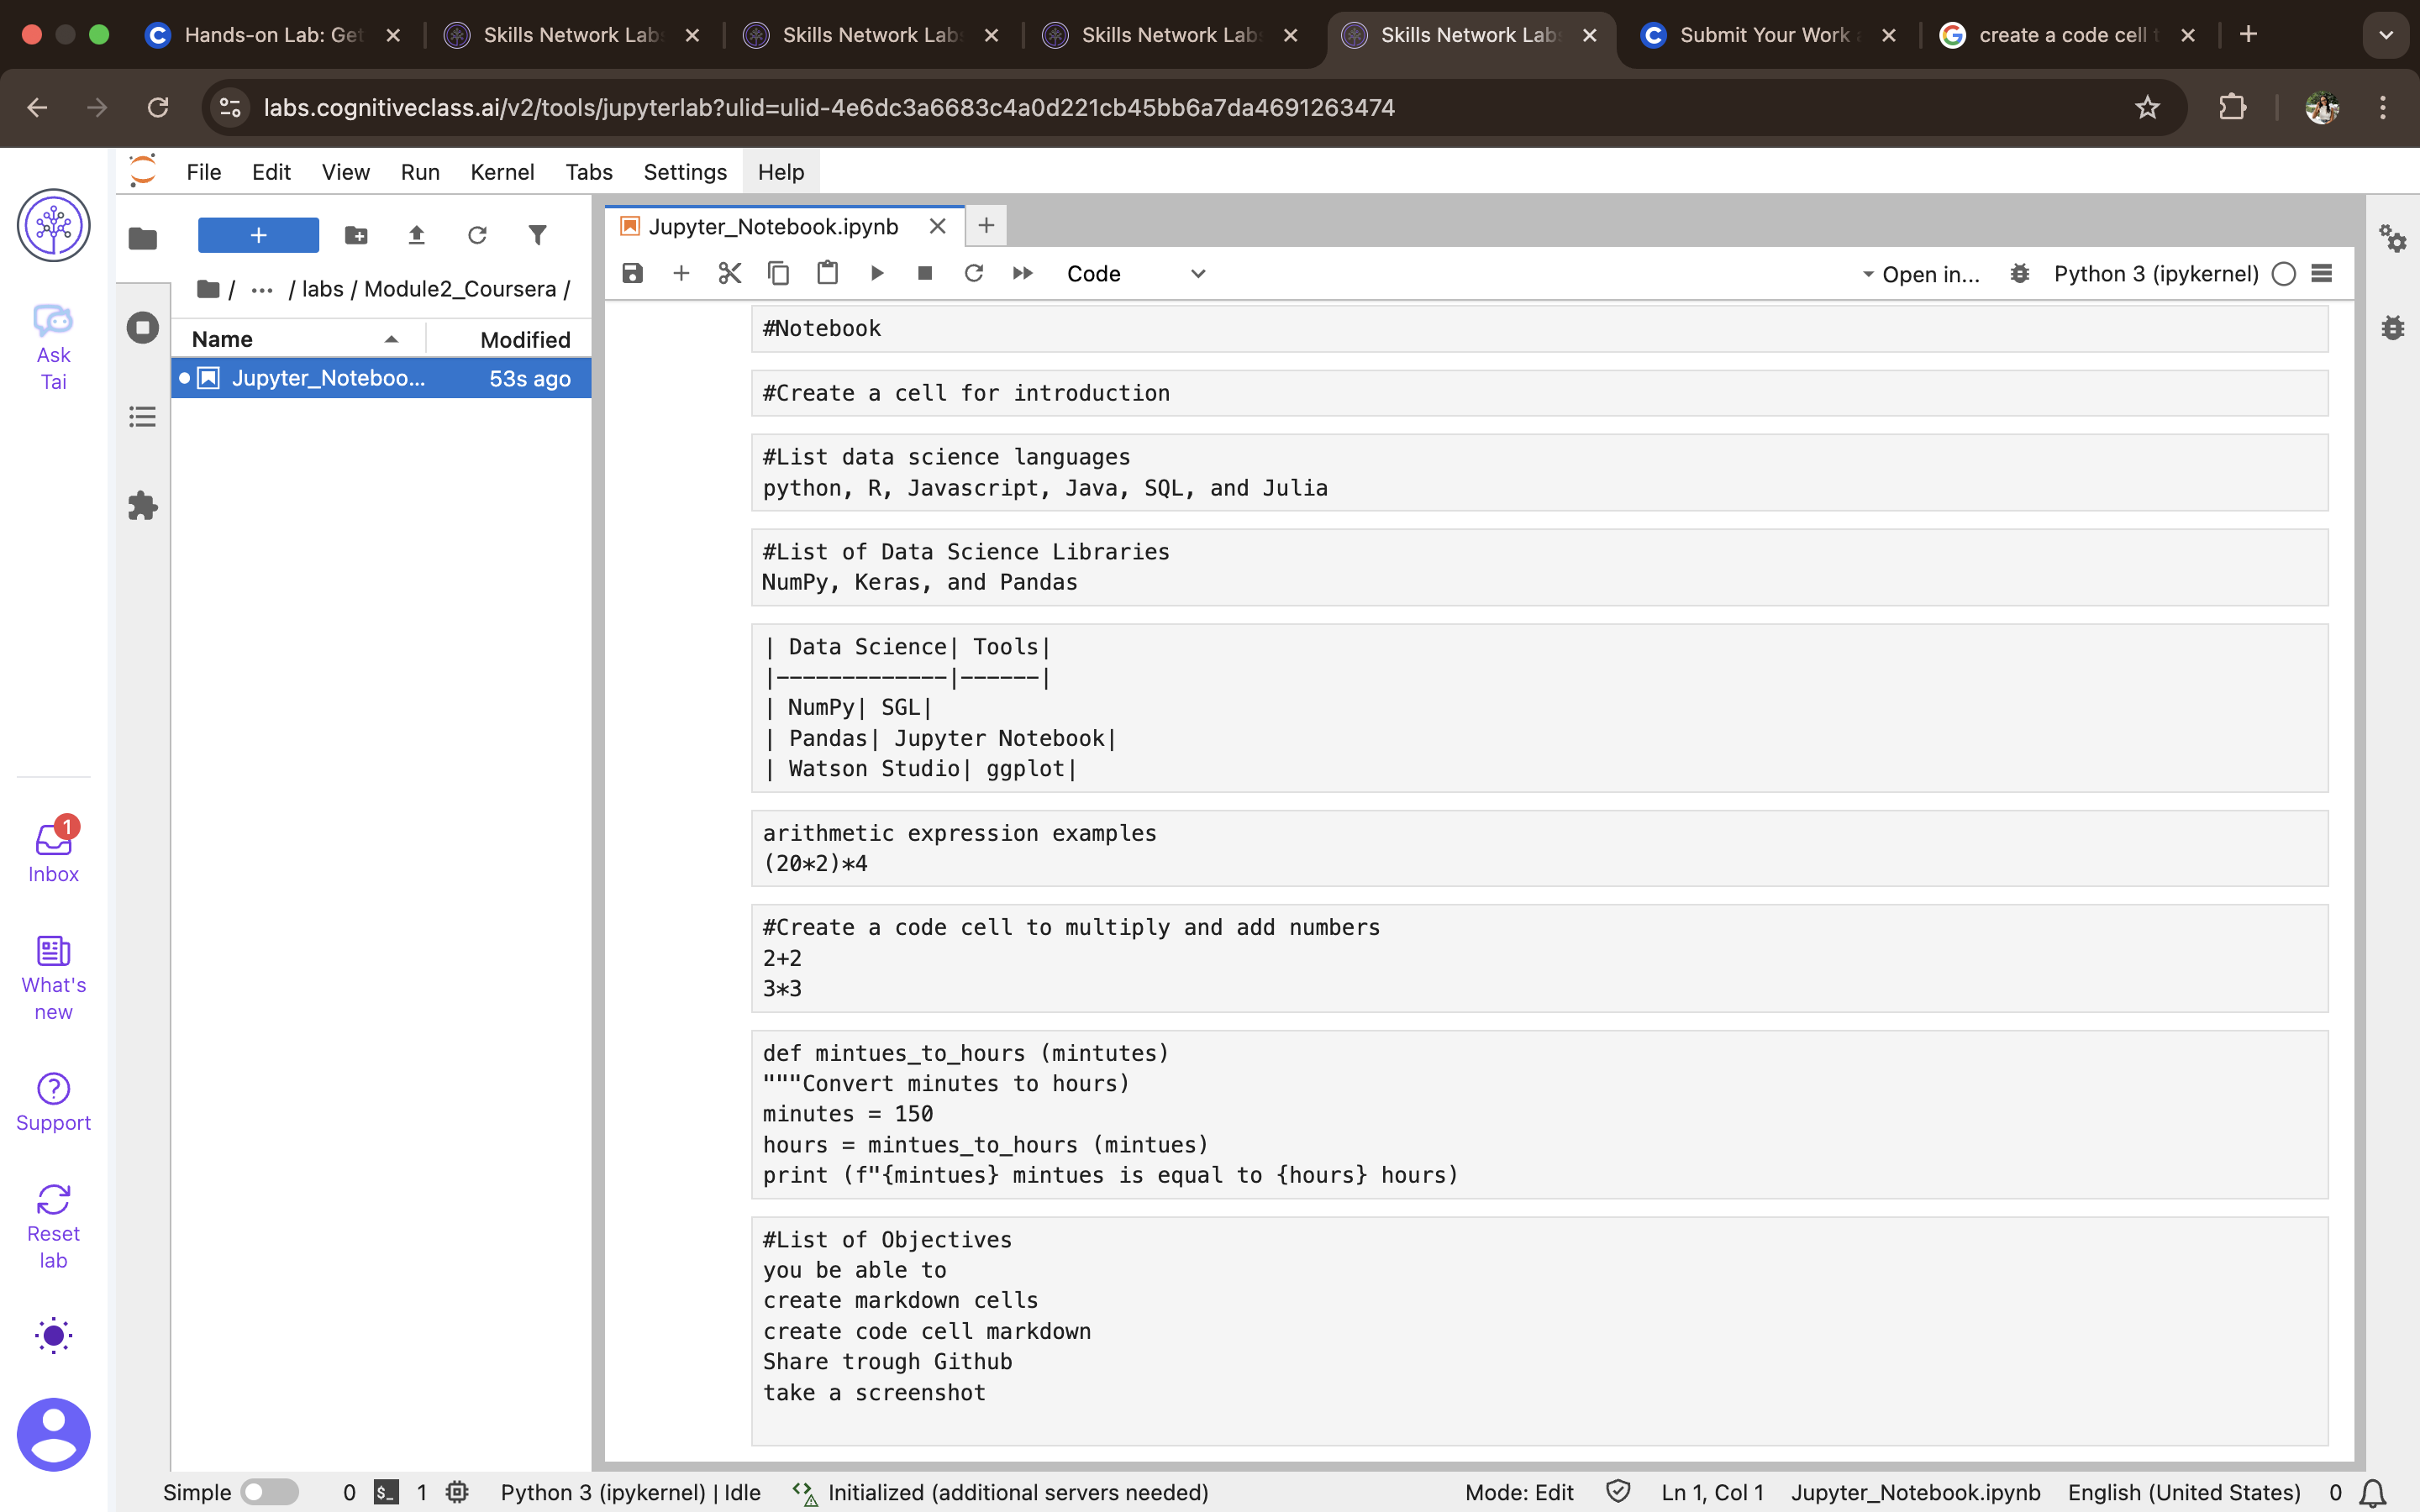 Hands-on Lab: Get
Skills Network Labs
Skills Network Lab
Skills Network Lab
Skills Network Labs
Submit Your Work a
create a code cell t
labs.cognitiveclass.ai/v2/tools/jupyterlab?ulid=ulid-4e6dc3a6683c4a0d221cb45bb6a7da4691263474
File Edit View Run Kernel Tabs Settings Help
Ask
Tai
/ ... / labs / Module2_Coursera /
Name Modified
Jupyter_Noteboo... 53s ago
1
Inbox
What's
new
Support
Reset
lab
Jupyter_Notebook.ipynb
Code
Open in...
Python 3 (ipykernel)
#Notebook
#Create a cell for introduction
#List data science languages
python, R, Javascript, Java, SQL, and Julia
#List of Data Science Libraries
NumPy, Keras, and Pandas
| Data Science| Tools|
|-------------|------|
| NumPy| SGL|
| Pandas| Jupyter Notebook|
| Watson Studio| ggplot|
arithmetic expression examples
(20*2)*4
#Create a code cell to multiply and add numbers
2+2
3*3
def mintues_to_hours (mintutes)
"""Convert minutes to hours)
minutes = 150
hours = mintues_to_hours (mintues)
print (f"{mintues} mintues is equal to {hours} hours)
#List of Objectives
you be able to
create markdown cells
create code cell markdown
Share trough Github
take a screenshot
Simple 0 $_ 1 Python 3 (ipykernel) | Idle Initialized (additional servers needed) Mode: Edit Ln 1, Col 1 Jupyter_Notebook.ipynb English (United States) 0